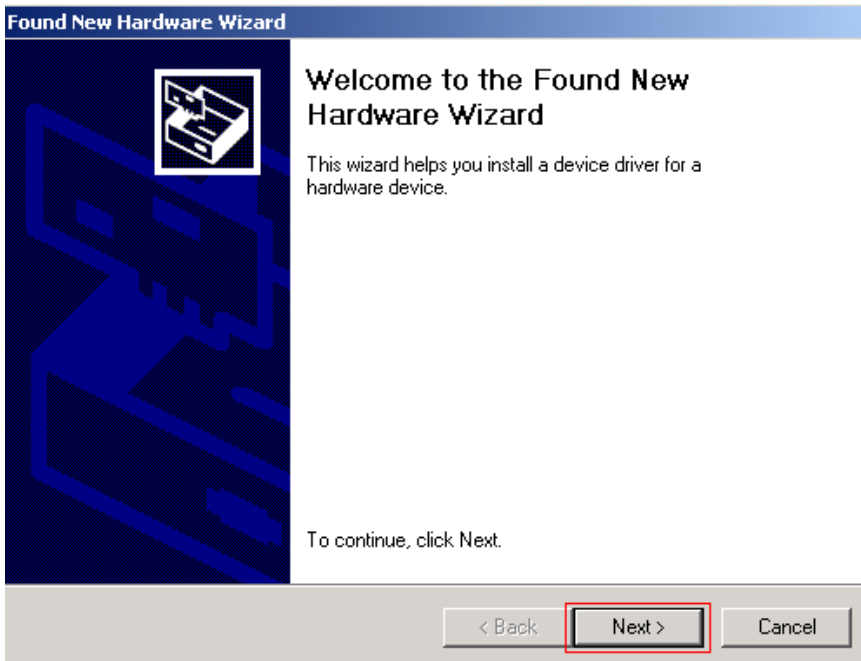 Found New Hardware Wizard
Welcome to the Found New
Hardware Wizard
This wizard helps you install a device driver for a
hardware device.
To continue, click Next.
< Back Next > Cancel